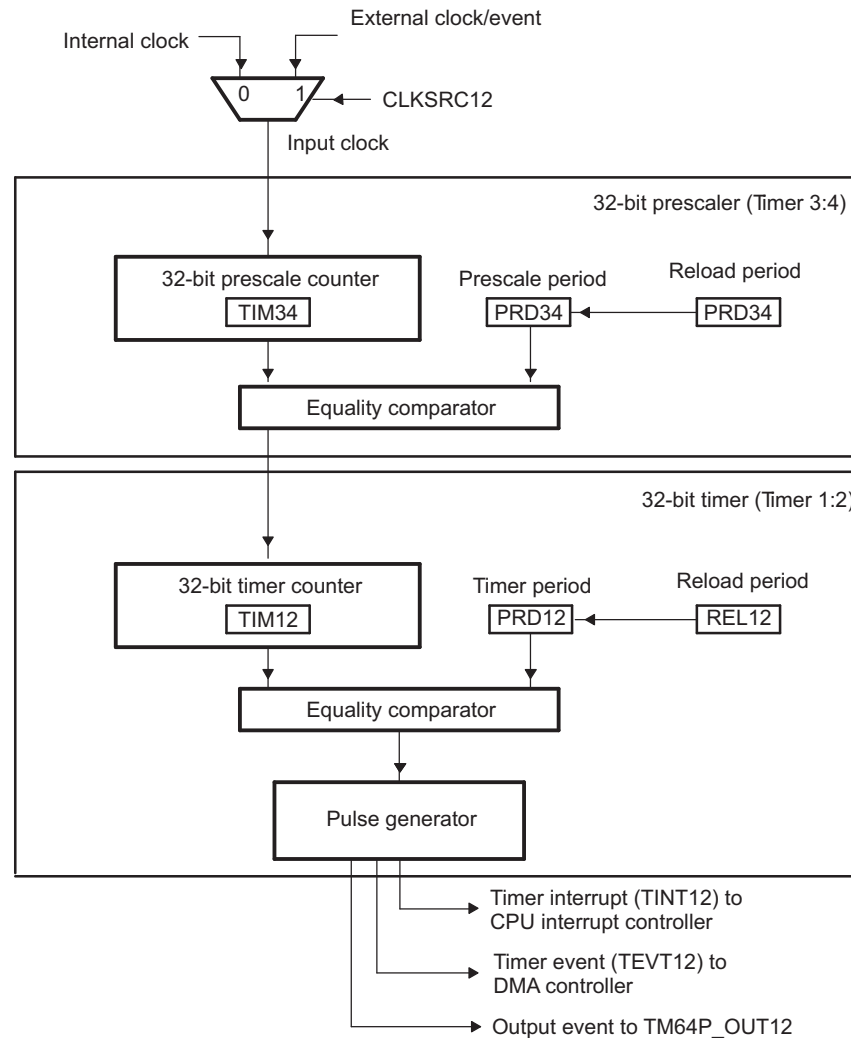 External clock/event
Internal clock
0 1
CLKSRC12
Input clock
32-bit prescaler (Timer 3:4)
32-bit prescale counter
TIM34
Prescale period
PRD34
Reload period
PRD34
Equality comparator
32-bit timer (Timer 1:2)
32-bit timer counter
TIM12
Timer period
PRD12
Reload period
REL12
Equality comparator
Pulse generator
Timer interrupt (TINT12) to
CPU interrupt controller
Timer event (TEVT12) to
DMA controller
Output event to TM64P_OUT12